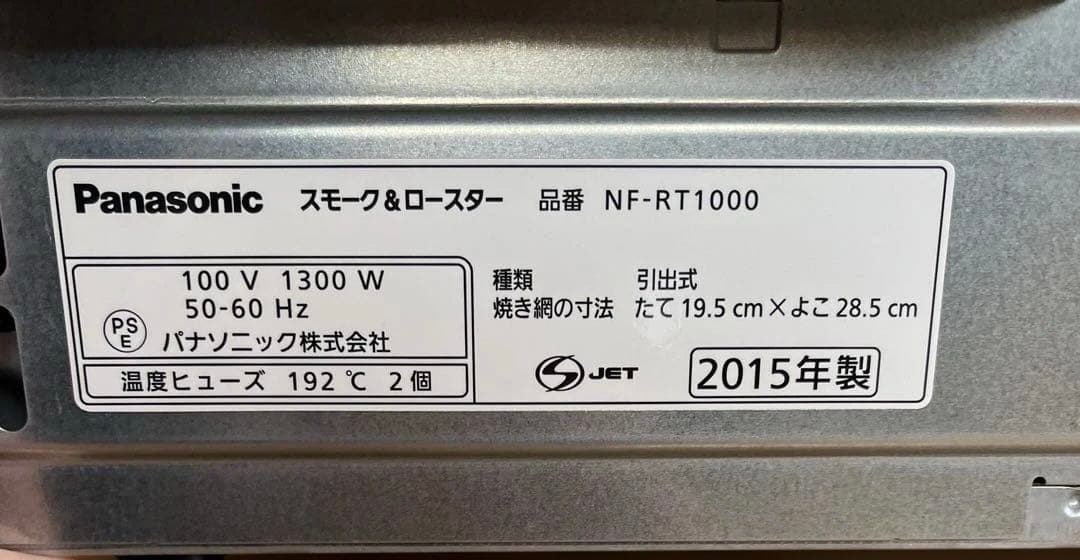 Panasonic スモーク&ロースター 品番 NF-RT1000
100 V 1300 W
50-60 Hz
PS
E
パナソニック株式会社
温度ヒューズ 192 ℃ 2個
種類 引出式
焼き網の寸法 たて 19.5 cm×よこ 28.5 cm
S JET
2015年製